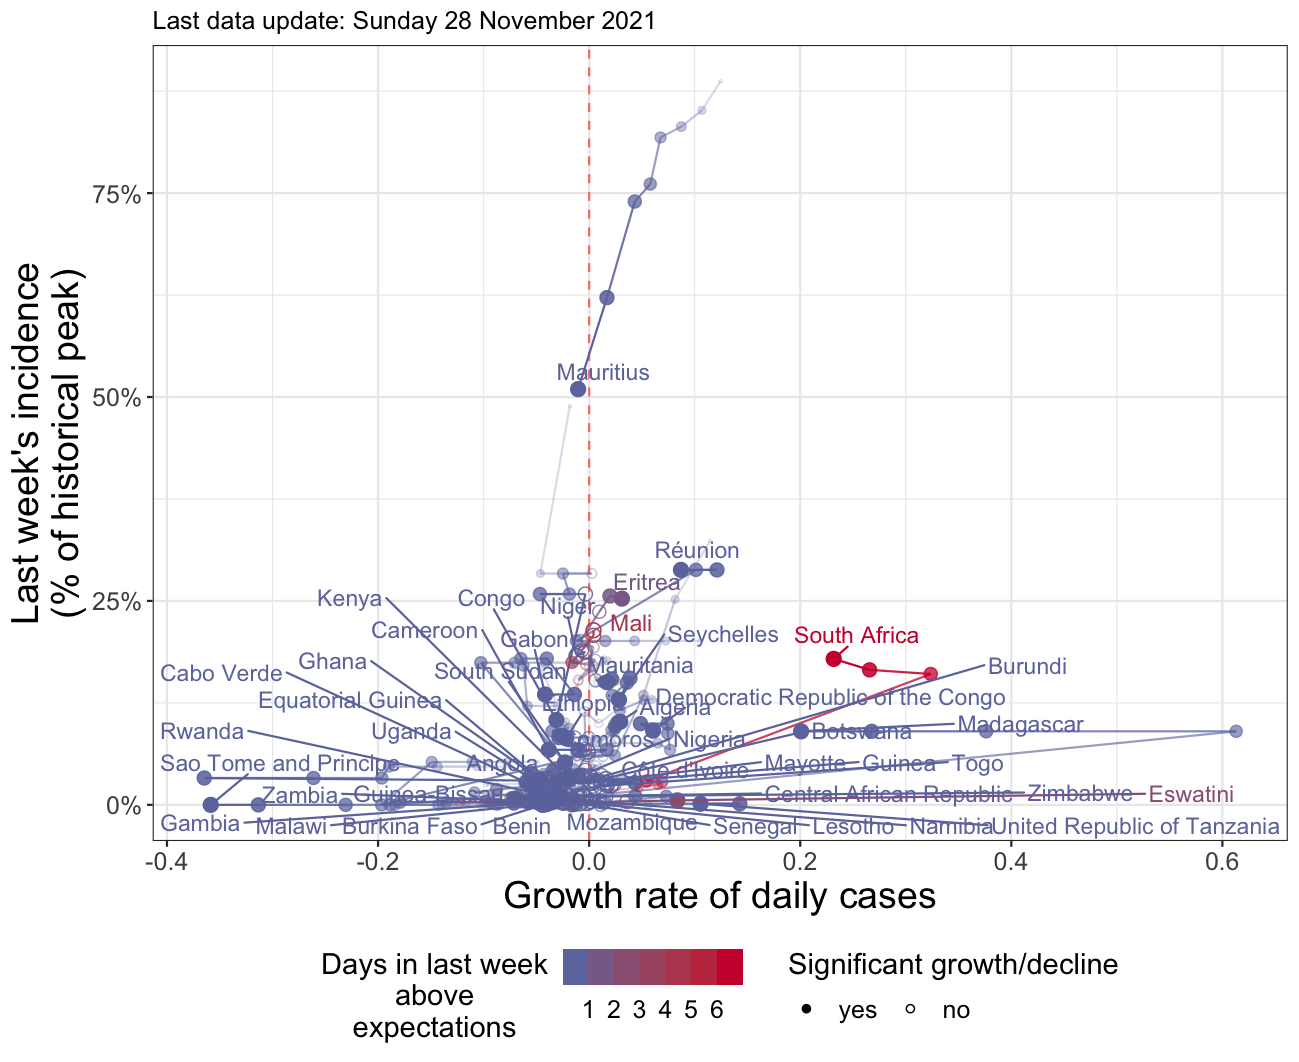 Last data update: Sunday 28 November 2021
Last week's incidence
(% of historical peak)
75%
50%
25%
0%
Mauritius
Réunion
Eritrea
Kenya
Congo
Niger
Mali
Cameroon
Gabon
Seychelles
South Africa
Ghana
Cabo Verde
South Sudan
Mauritania
Burundi
Equatorial Guinea
Ethiopia
Algeria
Democratic Republic of the Congo
Rwanda
Uganda
Comoros
Nigeria
Botswana
Madagascar
Sao Tome and Principe
Angola
Côte d'Ivoire
Mayotte
Guinea
Togo
Zambia
Guinea Bissau
Central African Republic
Zimbabwe
Eswatini
Gambia
Malawi
Burkina Faso
Benin
Mozambique
Senegal
Lesotho
Namibia
United Republic of Tanzania
-0.4
-0.2
0.0
0.2
0.4
0.6
Growth rate of daily cases
Days in last week
above
expectations
1 2 3 4 5 6
Significant growth/decline
yes
no